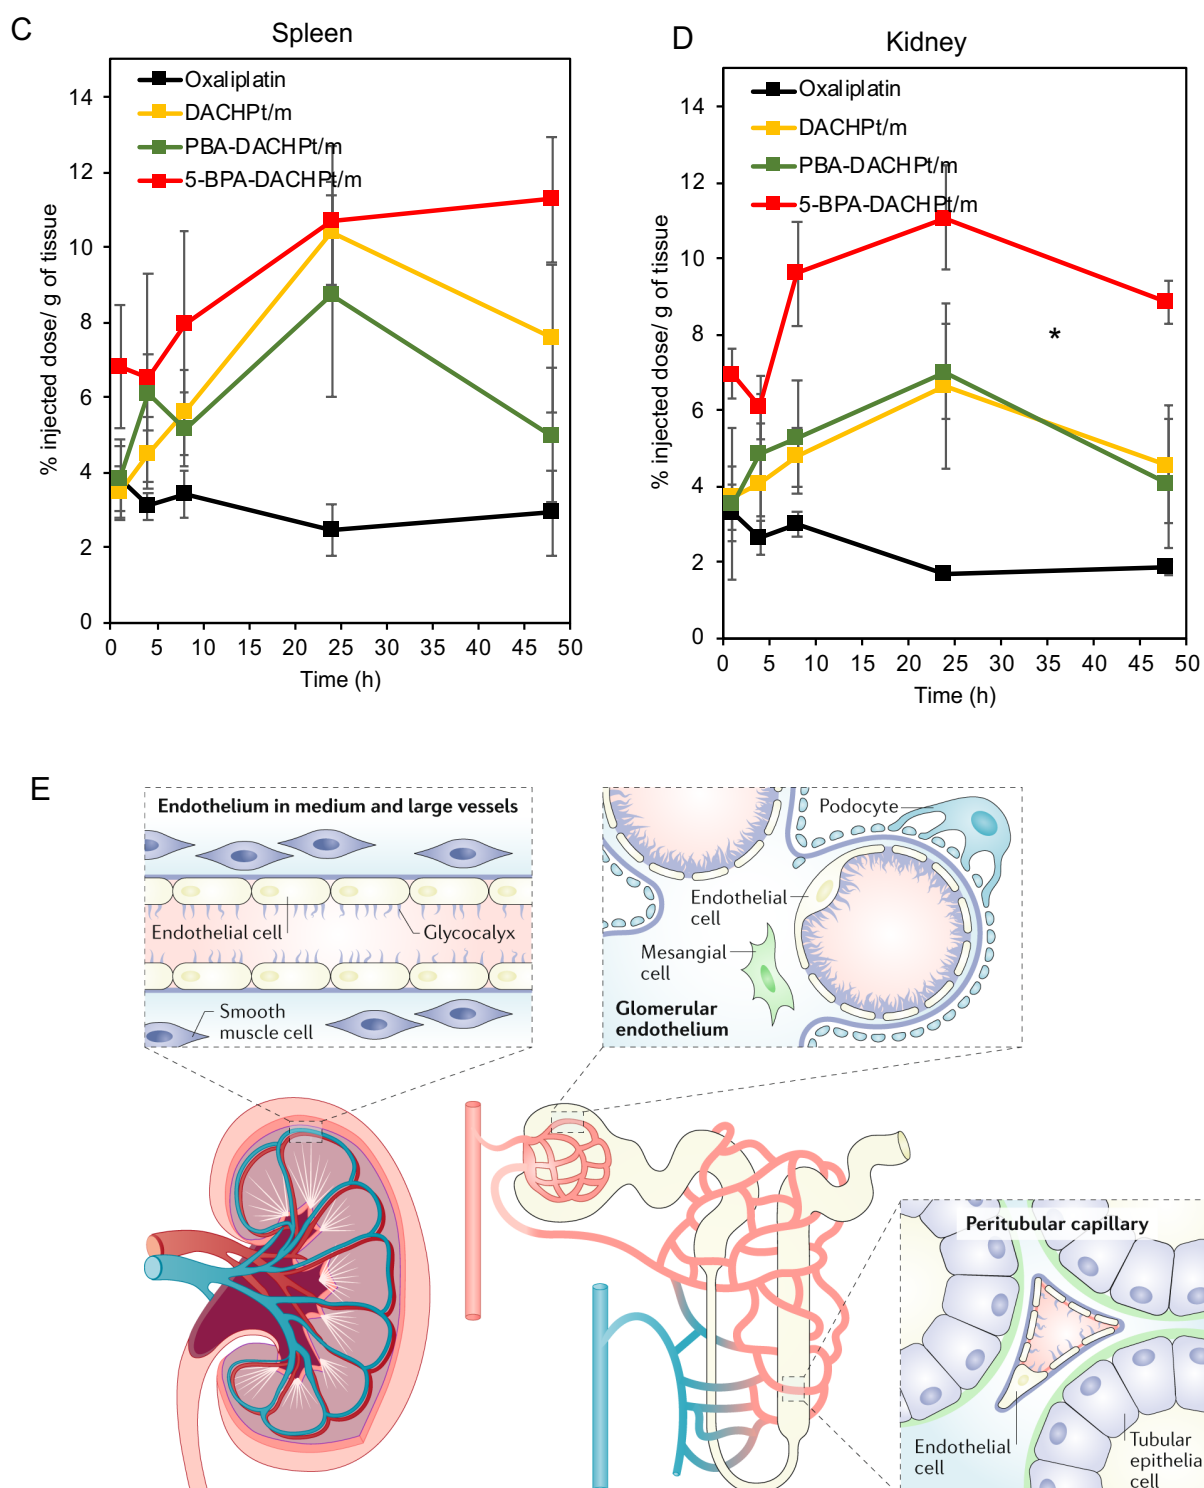 C
Spleen
% injected dose/ g of tissue
14
12
10
8
6
4
2
0
Oxaliplatin
DACHPt/m
PBA-DACHPt/m
5-BPA-DACHPt/m
0 5 10 15 20 25 30 35 40 45 50
Time (h)
D
Kidney
% injected dose/ g of tissue
14
12
10
8
6
4
2
0
Oxaliplatin
DACHPt/m
PBA-DACHPt/m
5-BPA-DACHPt/m
*
0 5 10 15 20 25 30 35 40 45 50
Time (h)
E
Endothelium in medium and large vessels
Endothelial cell
Glycocalyx
Smooth
muscle cell
Podocyte
Endothelial
cell
Mesangial
cell
Glomerular
endothelium
Peritubular capillary
Endothelial
cell
Tubular
epithelia
cell